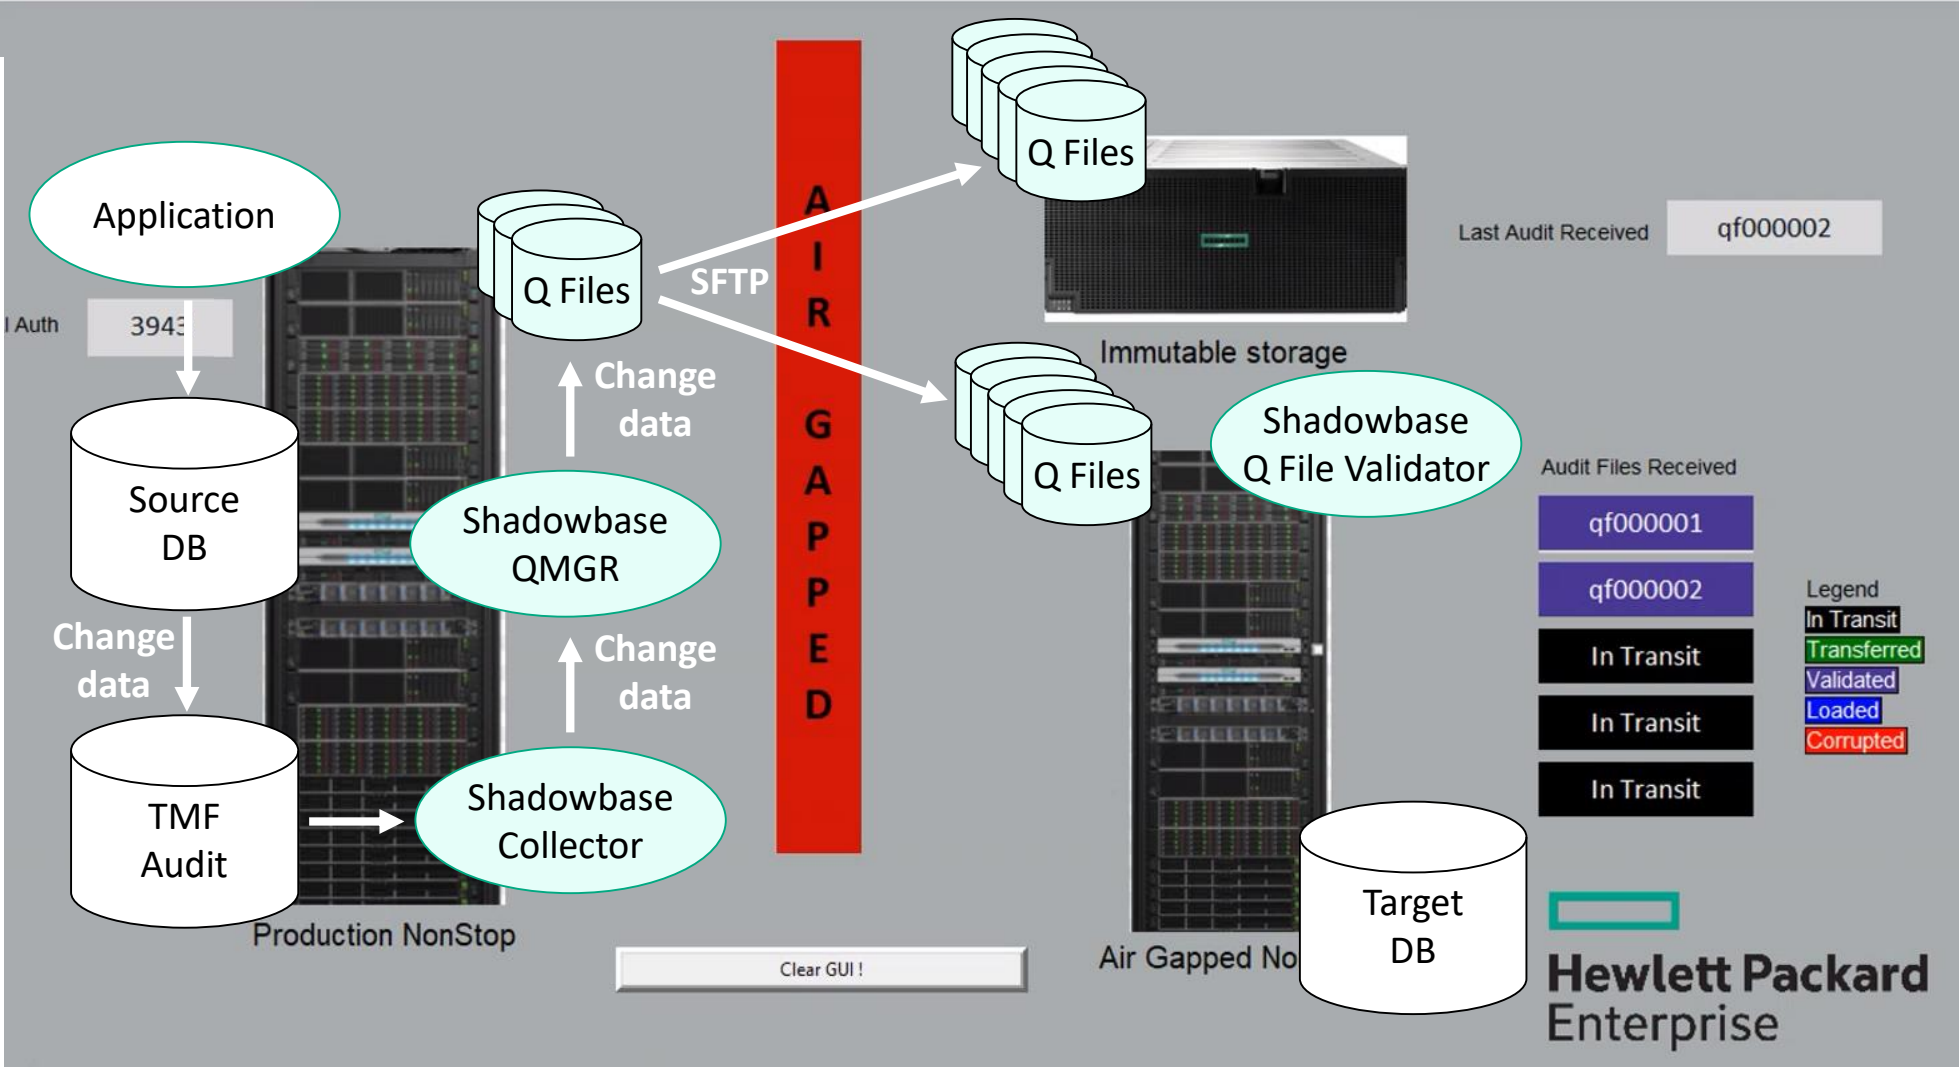 Application
l Auth
3943
Source
DB
Change
data
TMF
Audit
Production NonStop
Q Files
Change
data
Shadowbase
QMGR
Change
data
Shadowbase
Collector
SFTP
A
I
R
G
A
P
P
E
D
Clear GUI !
Q Files
Immutable storage
Last Audit Received
qf000002
Q Files
Shadowbase
Q File Validator
Air Gapped No
Target
DB
Audit Files Received
qf000001
qf000002
In Transit
In Transit
In Transit
Legend
In Transit
Transferred
Validated
Loaded
Corrupted
Hewlett Packard
Enterprise